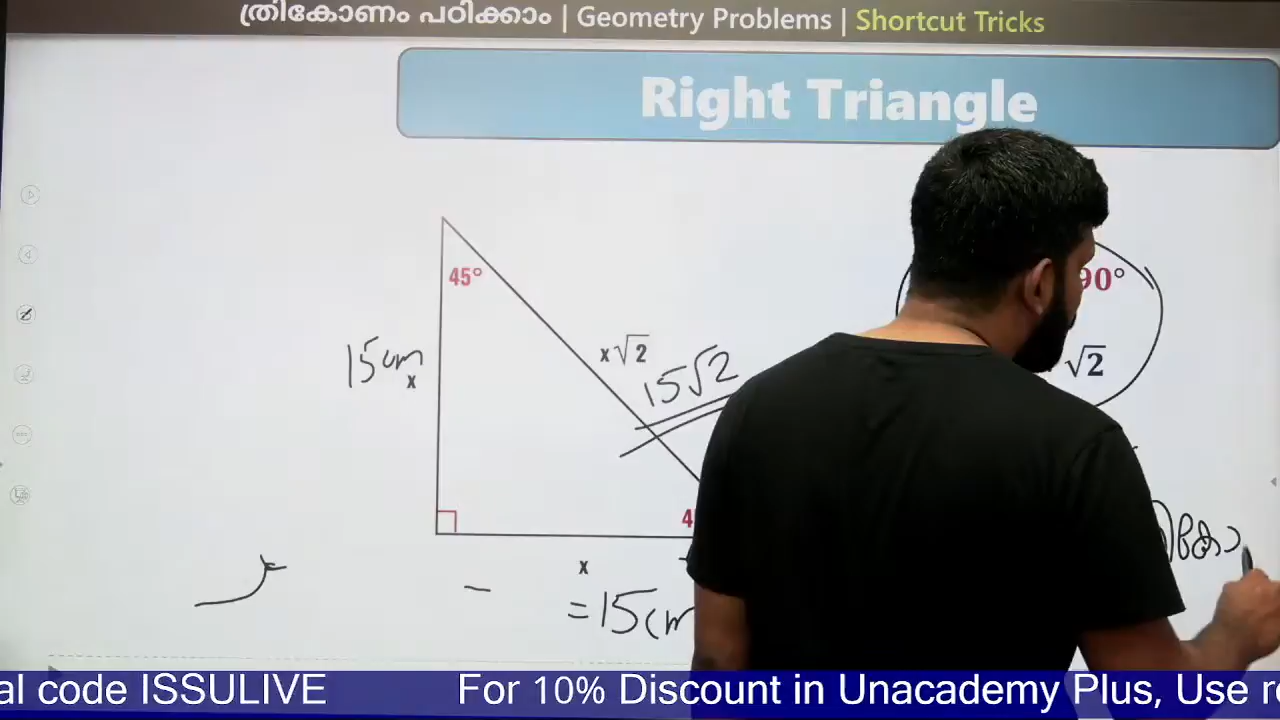 ത്രികോണം പഠിക്കാം | Geometry Problems | Shortcut Tricks
Right Triangle
45°
90°
x√2
15√2
√2
15cm
x
x
= 15cm
al code ISSULIVE For 10% Discount in Unacademy Plus, Use re